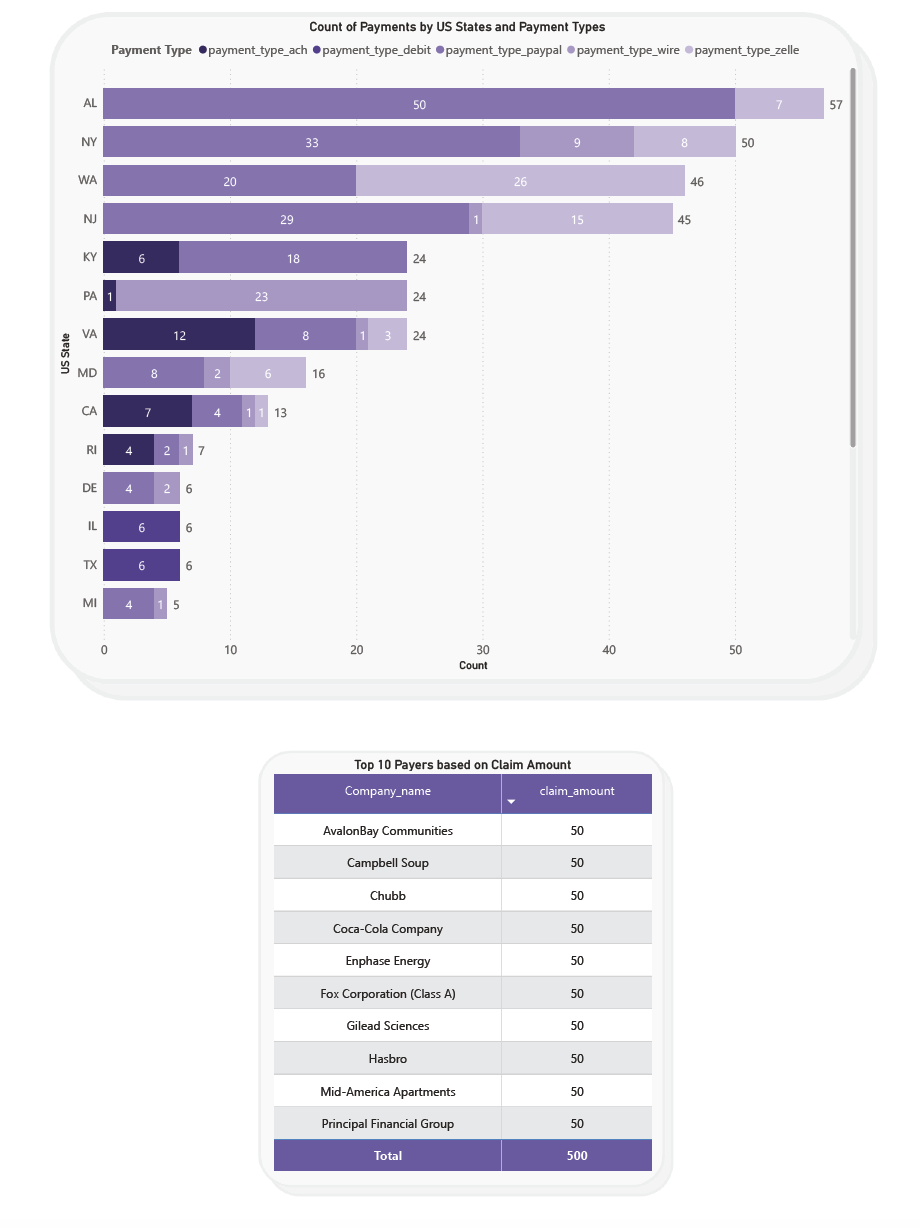 Count of Payments by US States and Payment Types
Payment Type payment_type_ach payment_type_debit payment_type_paypal payment_type_wire payment_type_zelle
AL 50 7 57
NY 33 9 8 50
WA 20 26 46
NJ 29 1 15 45
KY 6 18 24
PA 1 23 24
VA 12 8 1 3 24
MD 8 2 6 16
CA 7 4 1 1 13
RI 4 2 1 7
DE 4 2 6
IL 6 6
TX 6 6
MI 4 1 5
US State
0 10 20 30 40 50
Count
Top 10 Payers based on Claim Amount
Company_name claim_amount
AvalonBay Communities 50
Campbell Soup 50
Chubb 50
Coca-Cola Company 50
Enphase Energy 50
Fox Corporation (Class A) 50
Gilead Sciences 50
Hasbro 50
Mid-America Apartments 50
Principal Financial Group 50
Total 500